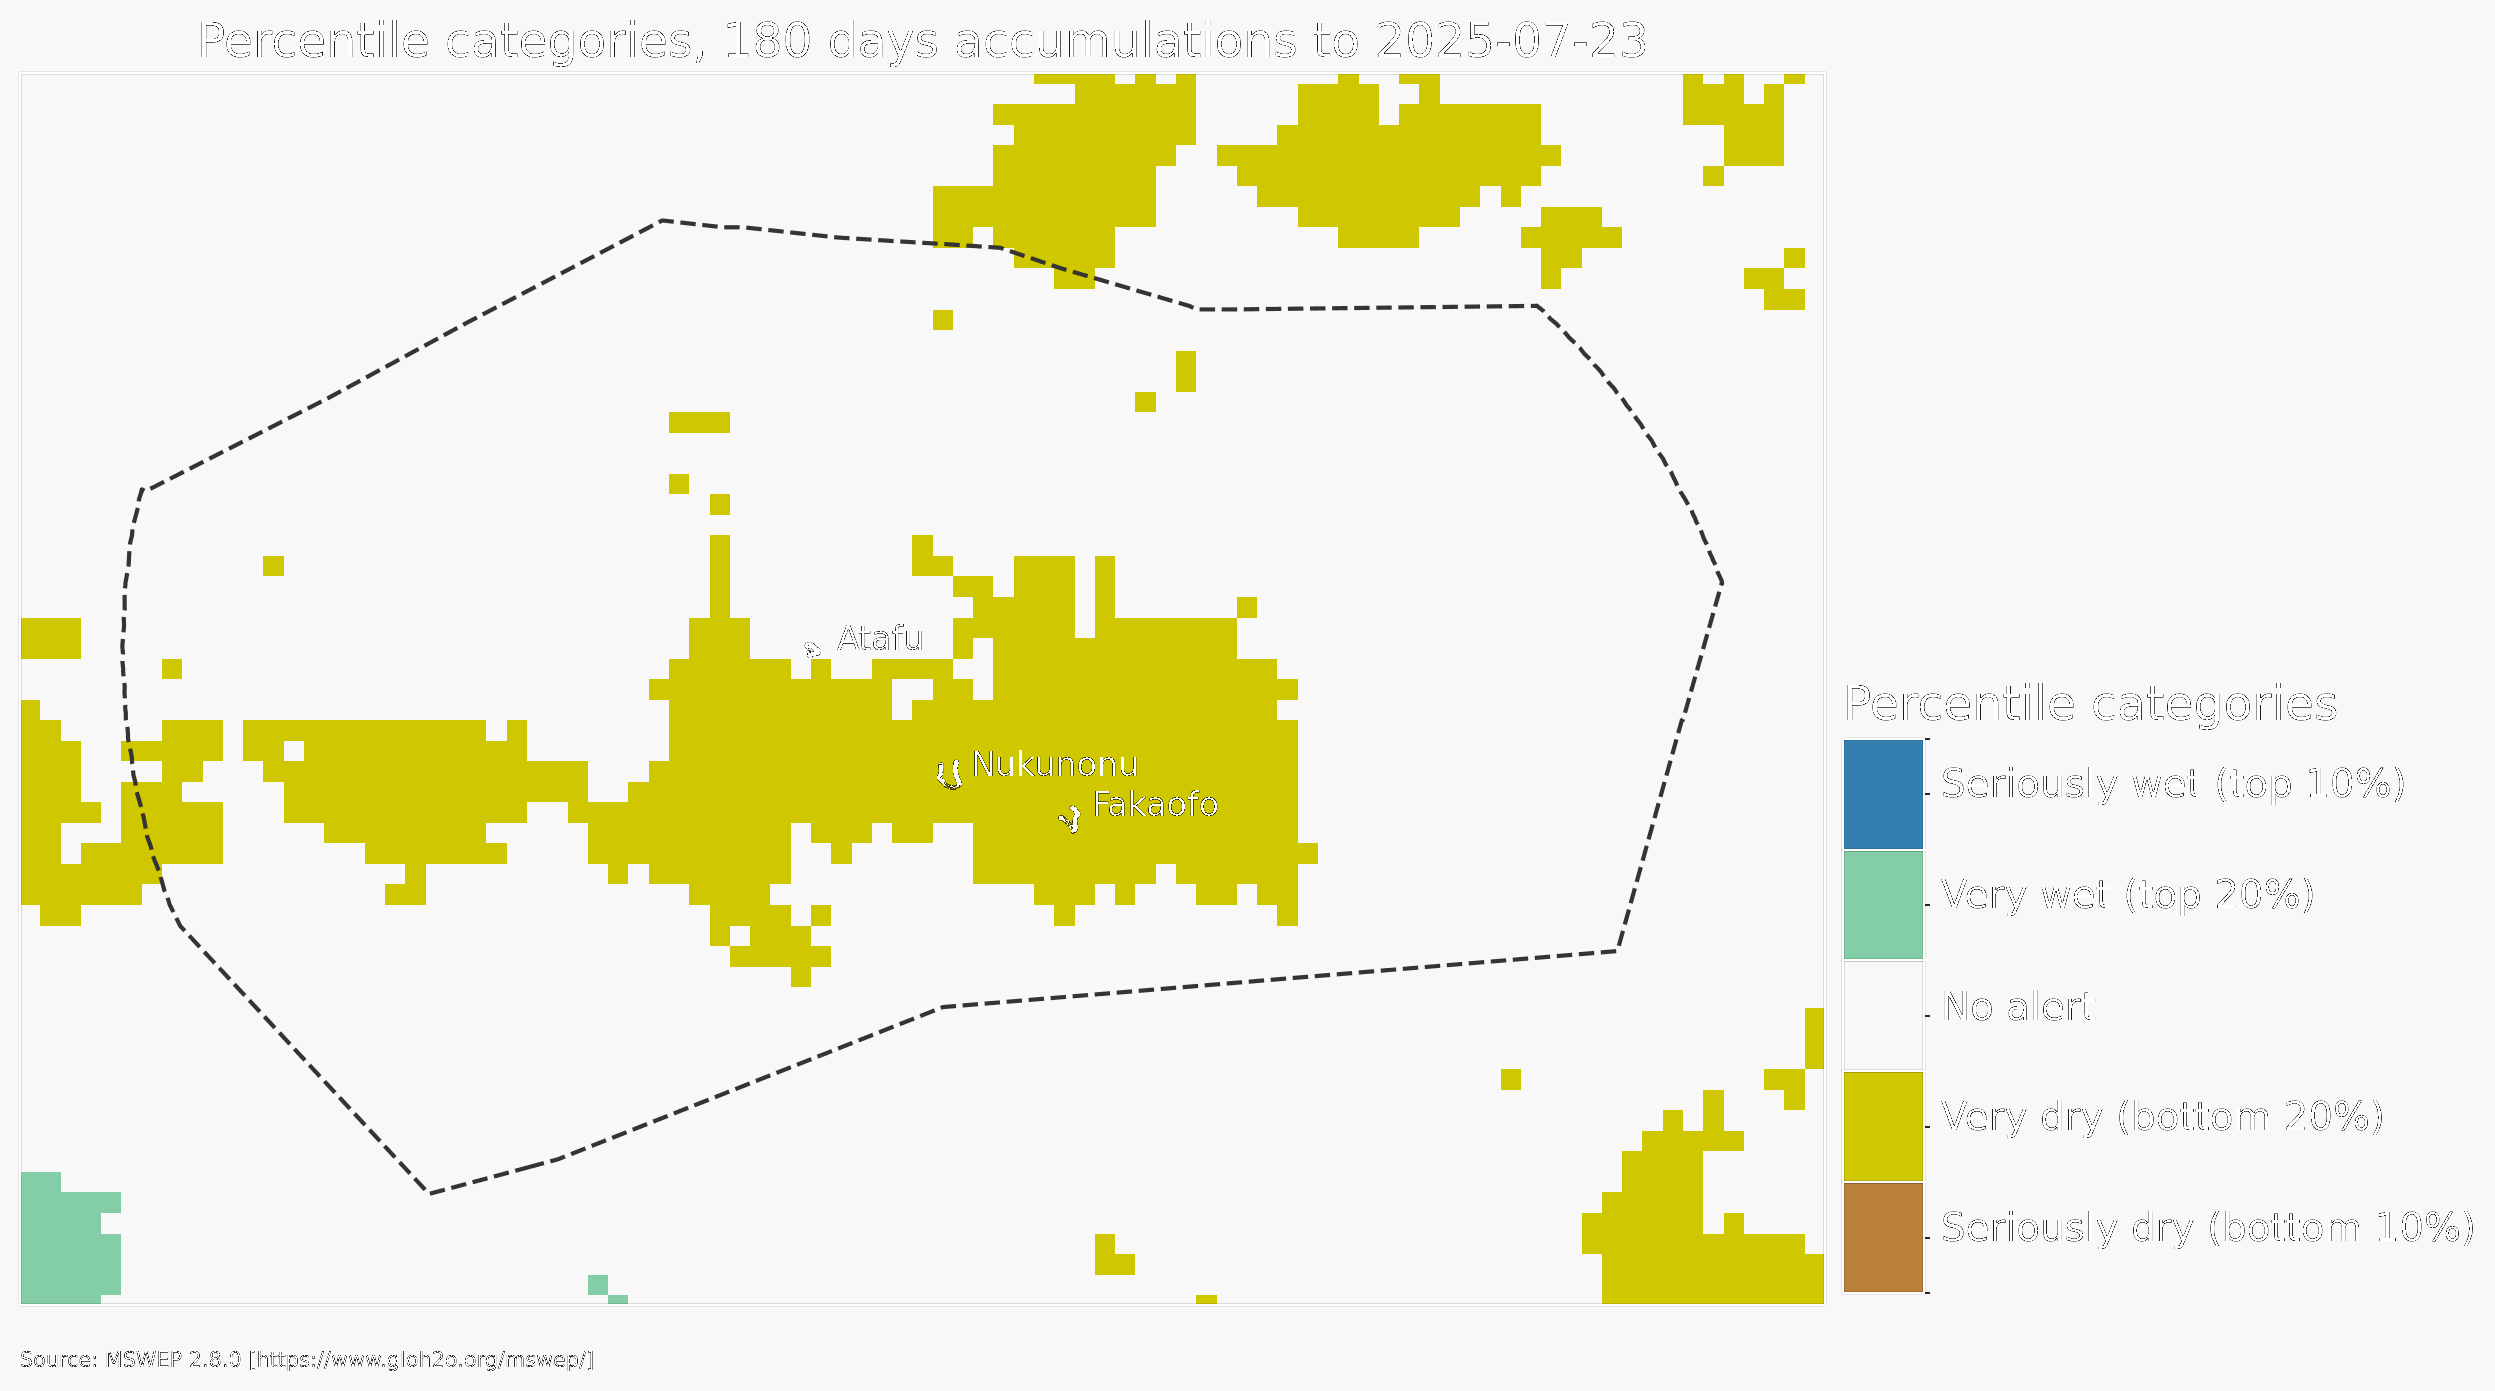 Percentile categories, 180 days accumulations to 2025-07-23
Atafu
Nukunonu
Fakaofo
Percentile categories
Seriously wet (top 10%)
Very wet (top 20%)
No alert
Very dry (bottom 20%)
Seriously dry (bottom 10%)
Source: MSWEP 2.8.0 [https://www.gloh2o.org/mswep/]